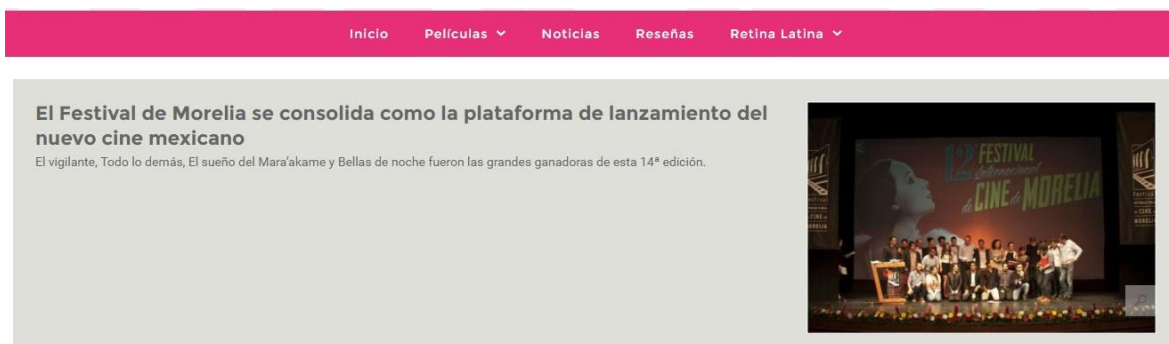 Inicio
Películas
Noticias
Reseñas
Retina Latina
El Festival de Morelia se consolida como la plataforma de lanzamiento del
nuevo cine mexicano
El vigilante, Todo lo demás, El sueño del Mara'akame y Bellas de noche fueron las grandes ganadoras de esta 14ª edición.
FESTIVAL
Internacional
de CINE de MORELIA